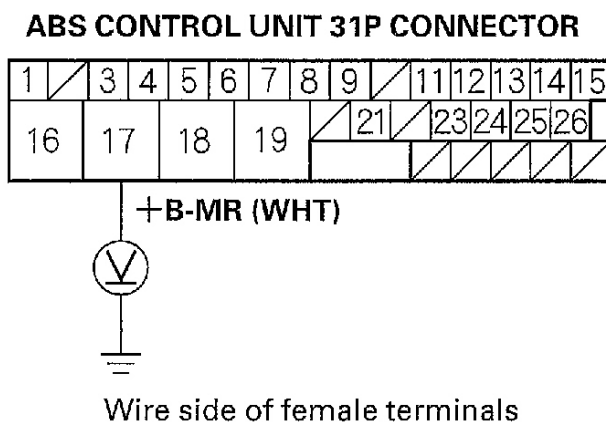 ABS CONTROL UNIT 31P CONNECTOR
1 3 4 5 6 7 8 9 11 12 13 14 15
16 17 18 19 21 23 24 25 26
+B-MR (WHT)
V
Wire side of female terminals